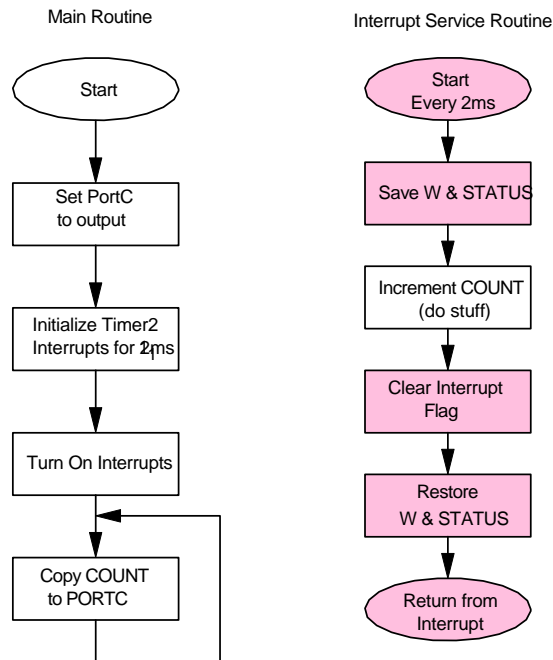 Main Routine
Start
Set PortC
to output
Initialize Timer2
Interrupts for
Turn On Interrupts
Copy COUNT
to PORTC
Interrupt Service Routine
Start
Every 2ms
Save W & STATUS
Increment COUNT
(do stuff)
Clear Interrupt
Flag
Restore
W & STATUS
Return from
Interrupt